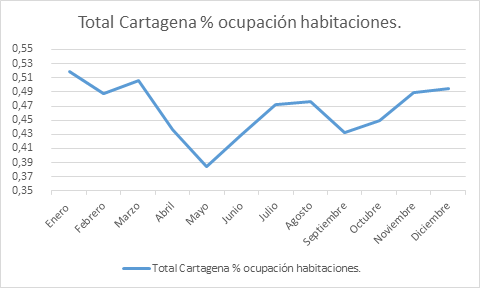 Total Cartagena % ocupación habitaciones.
0,55
0,53
0,51
0,49
0,47
0,45
0,43
0,41
0,39
0,37
0,35
Enero
Febrero
Marzo
Abril
Mayo
Junio
Julio
Agosto
Septiembre
Octubre
Noviembre
Diciembre
Total Cartagena % ocupación habitaciones.